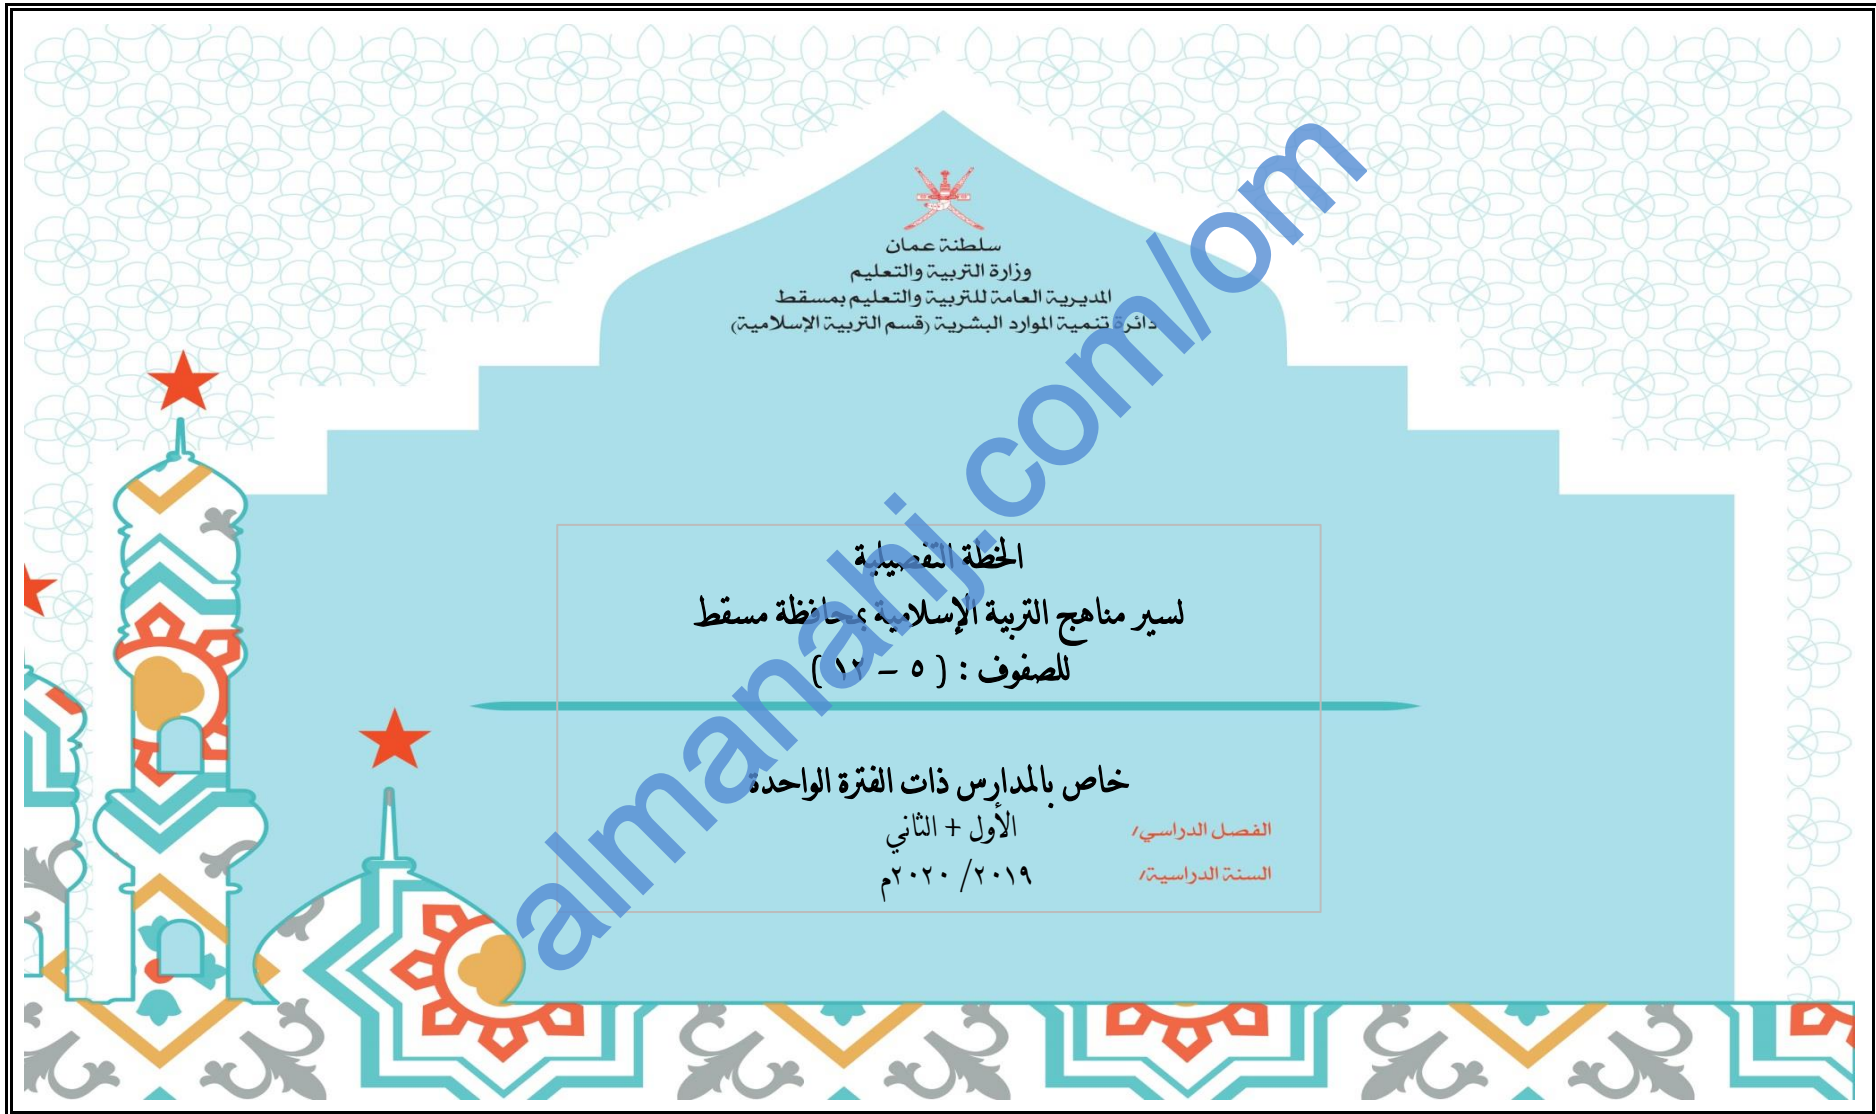 سلطنة عمان
وزارة التربية والتعليم
المديرية العامة للتربية والتعليم بمسقط
دائرة تنمية الموارد البشرية (قسم التربية الإسلامية)
الخطة التفصيلية
لسير مناهج التربية الإسلامية بمحافظة مسقط
للصفوف : ( ٥ – ١٢ )
خاص بالمدارس ذات الفترة الواحدة
الفصل الدراسي/ الأول + الثاني
السنة الدراسية/ ٢٠١٩/ ٢٠٢٠م
almanahj.com/om